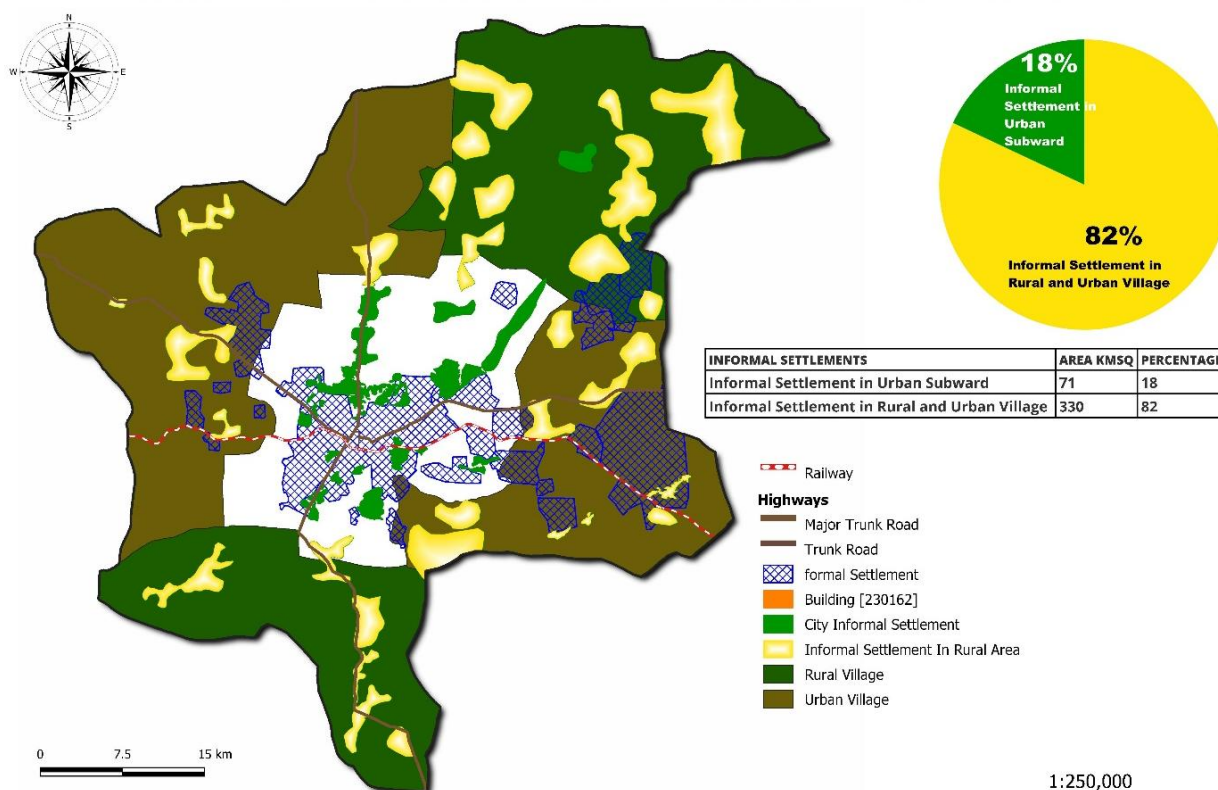 N
W
E
S
18%
Informal
Settlement in
Urban
Subward
82%
Informal Settlement in
Rural and Urban Village
INFORMAL SETTLEMENTS AREA KMSQ PERCENTAGE
Informal Settlement in Urban Subward 71 18
Informal Settlement in Rural and Urban Village 330 82
Railway
Highways
Major Trunk Road
Trunk Road
formal Settlement
Building [230162]
City Informal Settlement
Informal Settlement In Rural Area
Rural Village
Urban Village
0 7.5 15 km
1:250,000